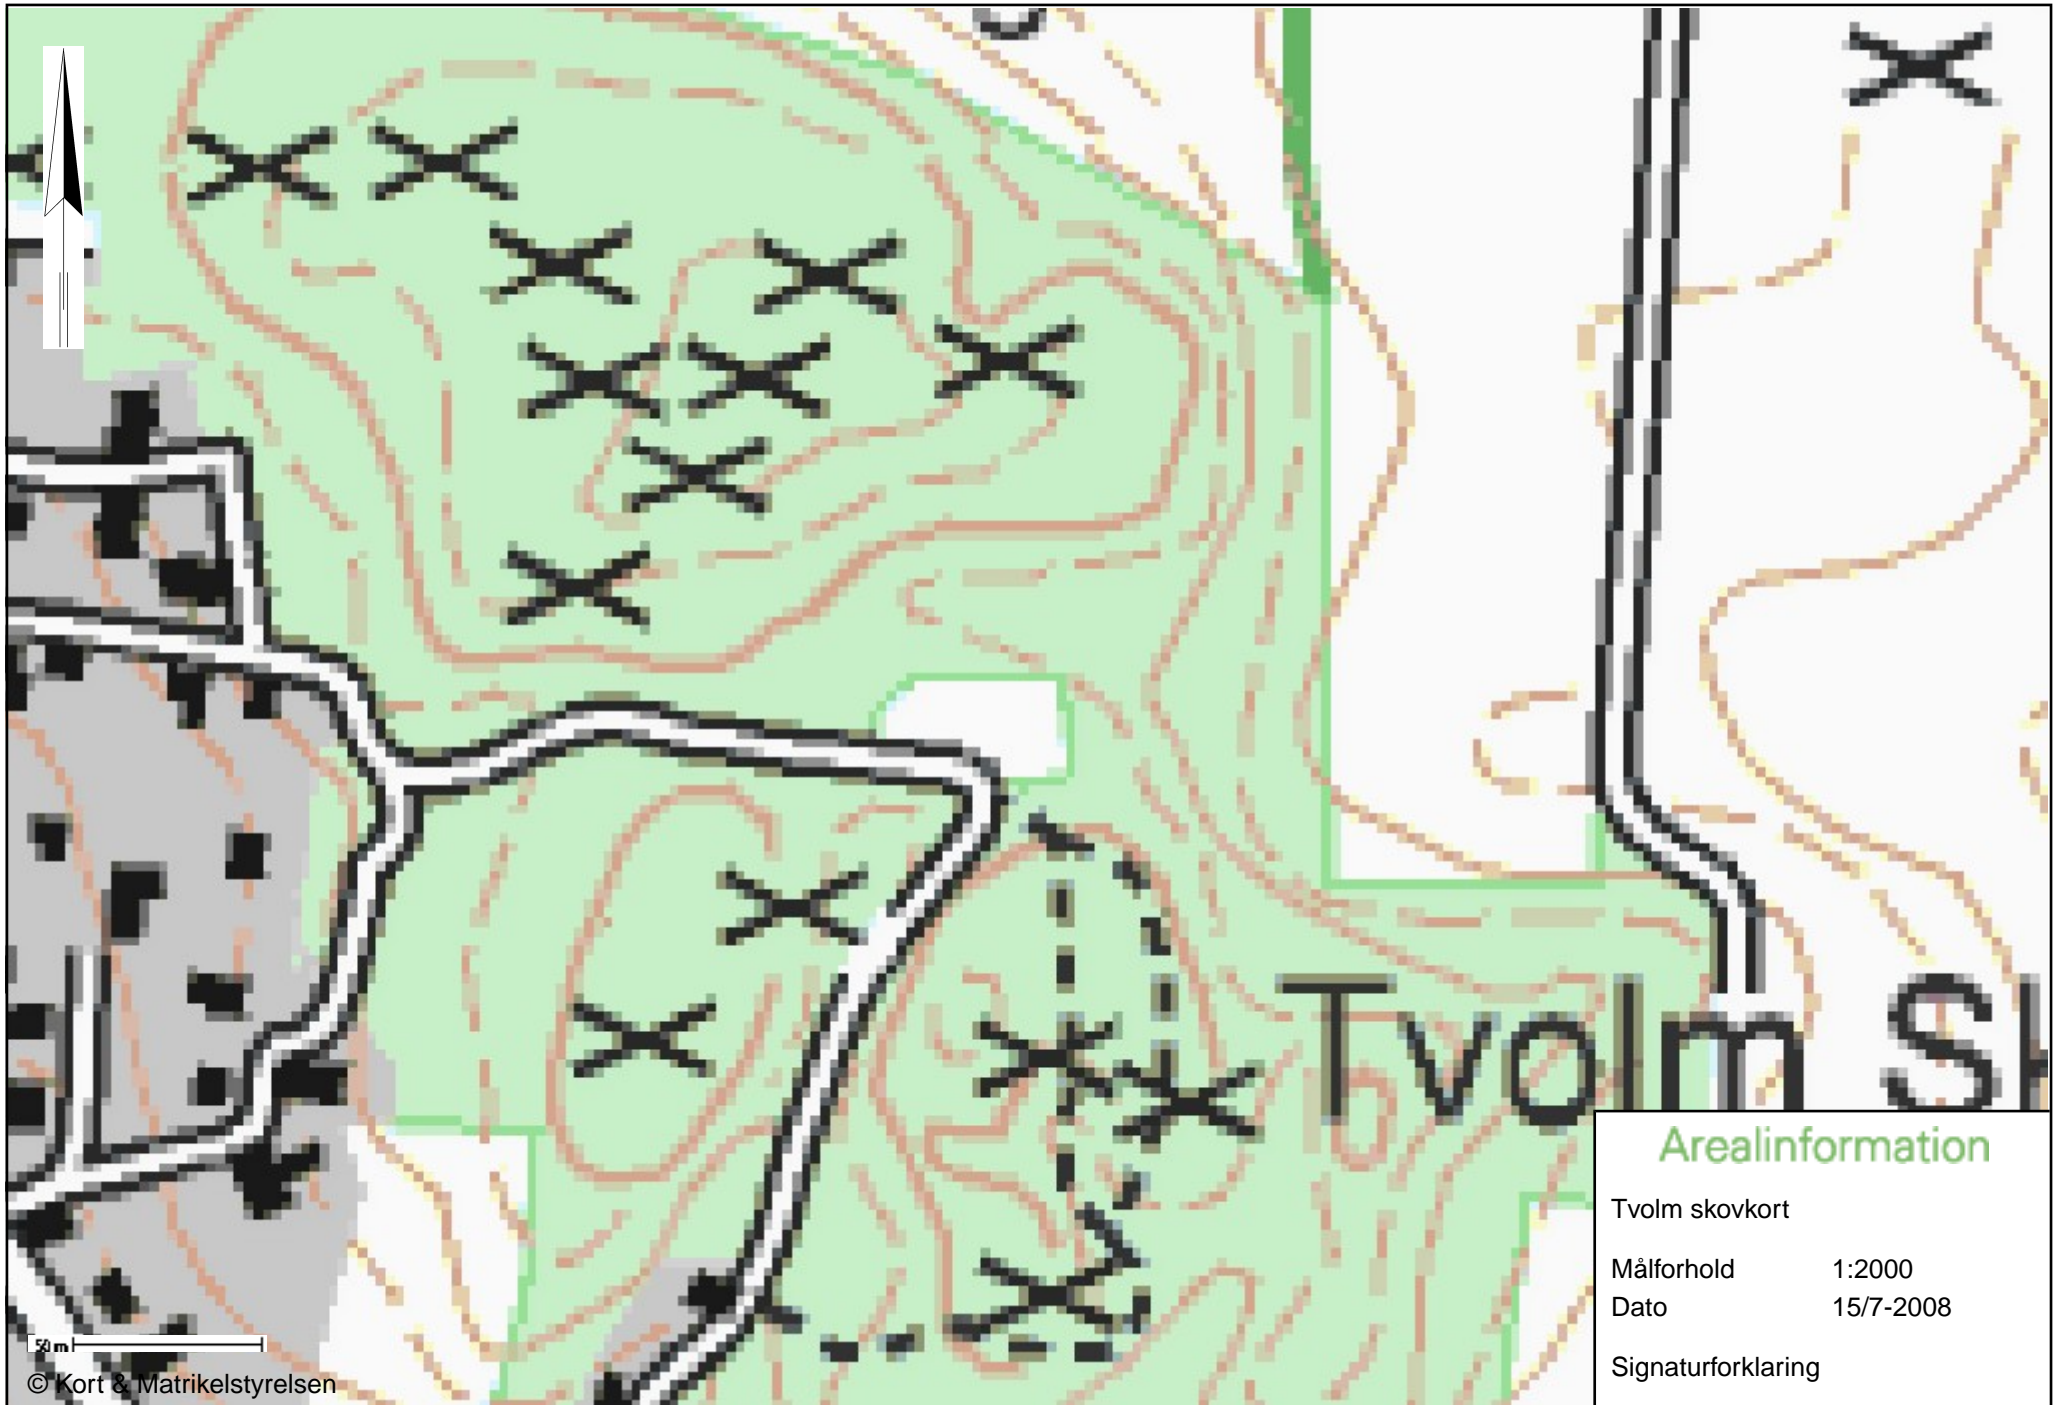 Tvolm Sk
Arealinformation
Tvolm skovkort
Målforhold 1:2000
Dato 15/7-2008
Signaturforklaring
50 m
© Kort & Matrikelstyrelsen